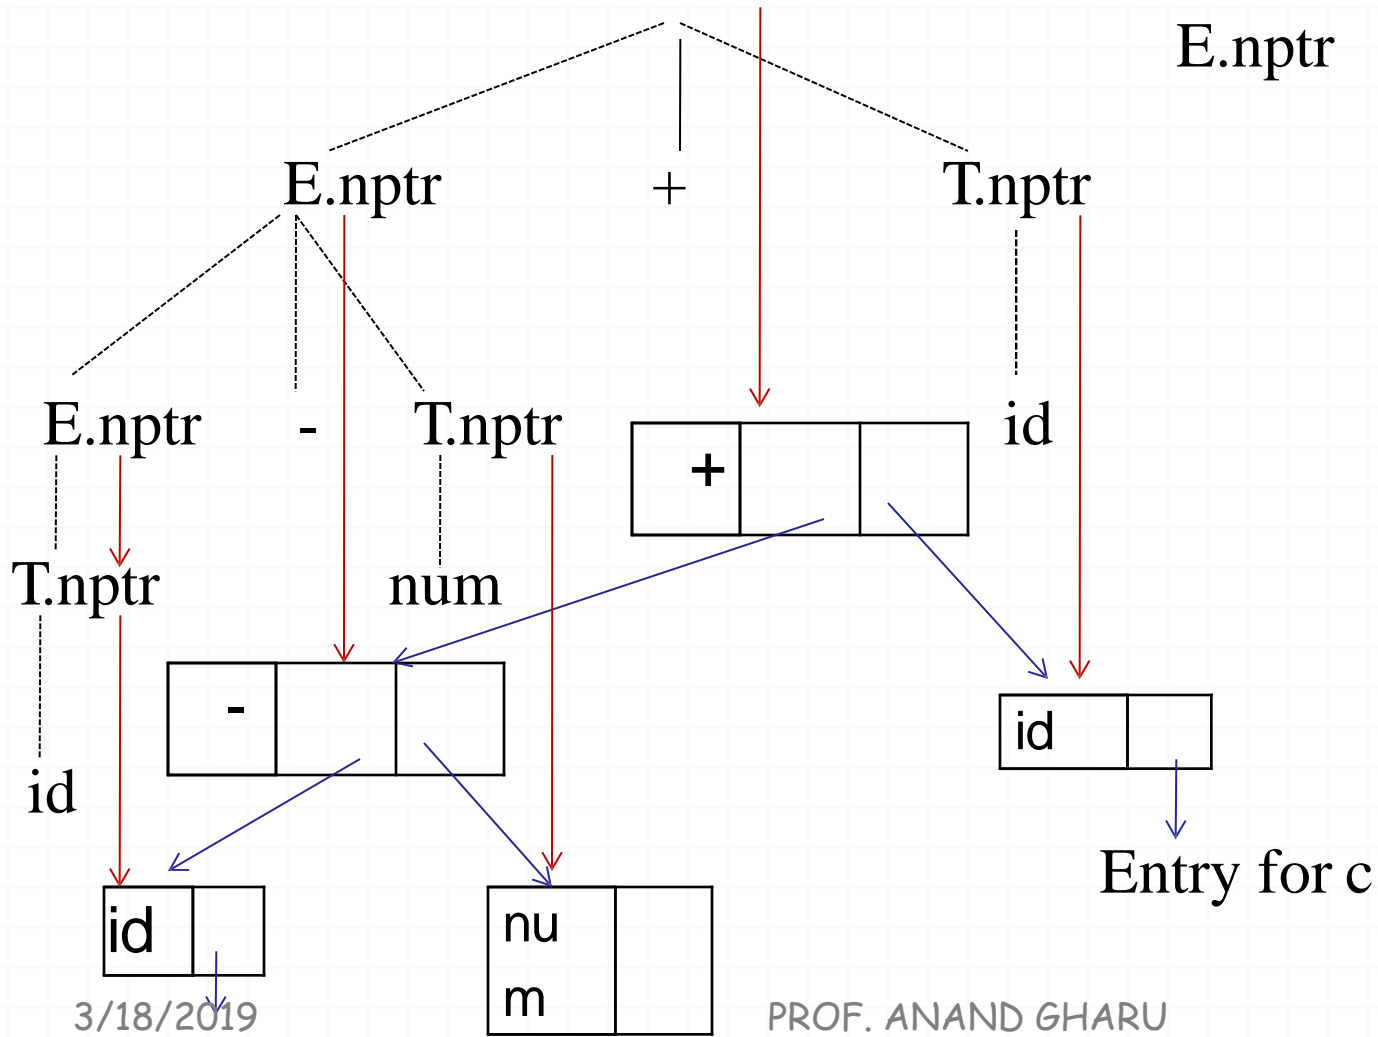 E.nptr
E.nptr + T.nptr
E.nptr - T.nptr id
+
T.nptr num
-
id
id
Entry for c
id
nu
m
3/18/2019 PROF. ANAND GHARU